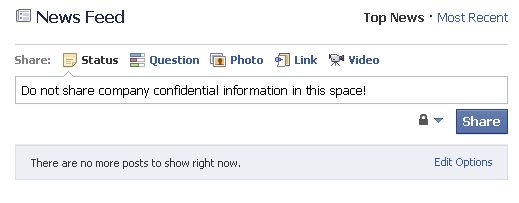 News Feed
Top News · Most Recent
Share: Status Question Photo Link Video
Do not share company confidential information in this space!
Share
There are no more posts to show right now.
Edit Options